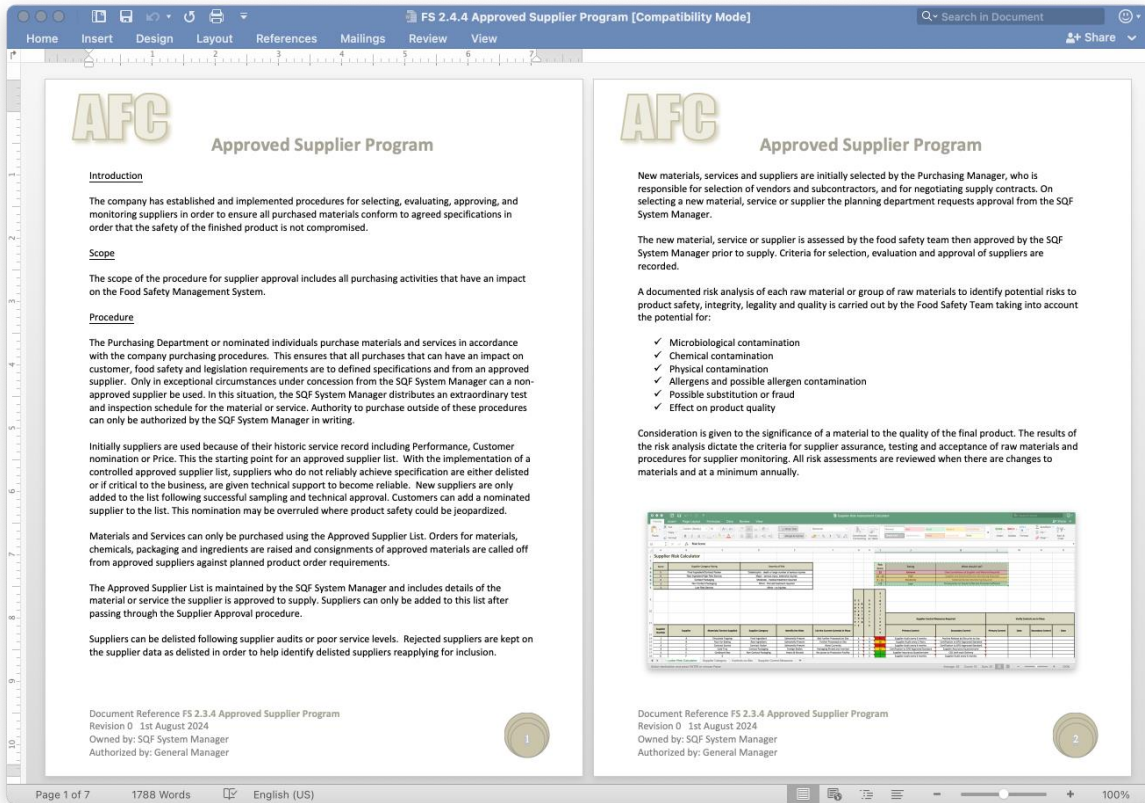 FS 2.4.4 Approved Supplier Program [Compatibility Mode]
Search in Document
Home Insert Design Layout References Mailings Review View
Share
1 2 3 4 5 6 7
AFC
Approved Supplier Program
Introduction
The company has established and implemented procedures for selecting, evaluating, approving, and
monitoring suppliers in order to ensure all purchased materials conform to agreed specifications in
order that the safety of the finished product is not compromised.
Scope
The scope of the procedure for supplier approval includes all purchasing activities that have an impact
on the Food Safety Management System.
Procedure
The Purchasing Department or nominated individuals purchase materials and services in accordance
with the company purchasing procedures. This ensures that all purchases that can have an impact on
customer, food safety and legislation requirements are to defined specifications and from an approved
supplier. Only in exceptional circumstances under concession from the SQF System Manager can a non-
approved supplier be used. In this situation, the SQF System Manager distributes an extraordinary test
and inspection schedule for the material or service. Authority to purchase outside of these procedures
can only be authorized by the SQF System Manager in writing.
Initially suppliers are used because of their historic service record including Performance, Customer
nomination or Price. This the starting point for an approved supplier list. With the implementation of a
controlled approved supplier list, suppliers who do not reliably achieve specification are either delisted
or if critical to the business, are given technical support to become reliable. New suppliers are only
added to the list following successful sampling and technical approval. Customers can add a nominated
supplier to the list. This nomination may be overruled where product safety could be jeopardized.
Materials and Services can only be purchased using the Approved Supplier List. Orders for materials,
chemicals, packaging and ingredients are raised and consignments of approved materials are called off
from approved suppliers against planned product order requirements.
The Approved Supplier List is maintained by the SQF System Manager and includes details of the
material or service the supplier is approved to supply. Suppliers can only be added to this list after
passing through the Supplier Approval procedure.
Suppliers can be delisted following supplier audits or poor service levels. Rejected suppliers are kept on
the supplier data as delisted in order to help identify delisted suppliers reapplying for inclusion.
Document Reference FS 2.3.4 Approved Supplier Program
Revision 0 1st August 2024
Owned by: SQF System Manager
Authorized by: General Manager
1
AFC
Approved Supplier Program
New materials, services and suppliers are initially selected by the Purchasing Manager, who is
responsible for selection of vendors and subcontractors, and for negotiating supply contracts. On
selecting a new material, service or supplier the planning department requests approval from the SQF
System Manager.
The new material, service or supplier is assessed by the food safety team then approved by the SQF
System Manager prior to supply. Criteria for selection, evaluation and approval of suppliers are
recorded.
A documented risk analysis of each raw material or group of raw materials to identify potential risks to
product safety, integrity, legality and quality is carried out by the Food Safety Team taking into account
the potential for:
✓ Microbiological contamination
✓ Chemical contamination
✓ Physical contamination
✓ Allergens and possible allergen contamination
✓ Possible substitution or fraud
✓ Effect on product quality
Consideration is given to the significance of a material to the quality of the final product. The results of
the risk analysis dictate the criteria for supplier assurance, testing and acceptance of raw materials and
procedures for supplier monitoring. All risk assessments are reviewed when there are changes to
materials and at a minimum annually.
Supplier Risk Calculator
Document Reference FS 2.3.4 Approved Supplier Program
Revision 0 1st August 2024
Owned by: SQF System Manager
Authorized by: General Manager
2
Page 1 of 7 1788 Words English (US) 100%